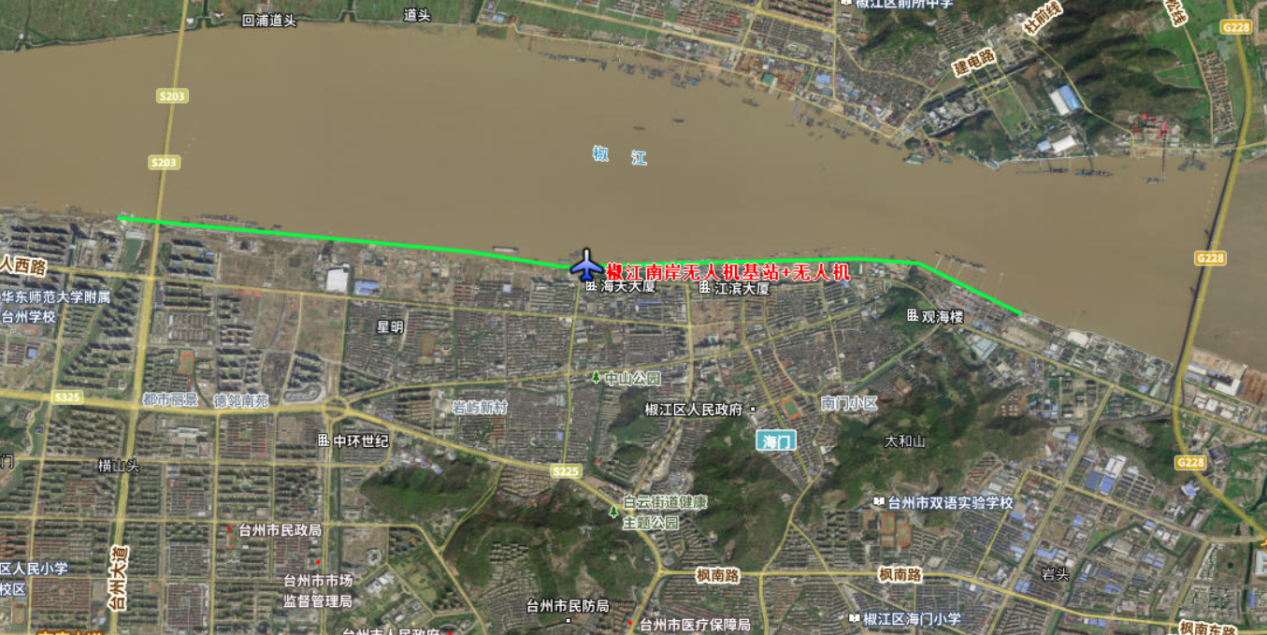 回浦道头
道头
椒江区前所中学
杜前线
建电路
G228
S203
S203
椒 江
G228
人西路
椒江南岸无人机基站+无人机
海天大厦
江滨大厦
华东师范大学附属
台州学校
星明
观海楼
中山公园
S325
都市丽景
德邻南苑
岩屿新村
椒江区人民政府
南门小区
海门
太和山
中环世纪
门
横山头
S225
G228
白云街道健康
主题公园
台州市双语实验学校
台州市民政局
台州大道
区人民小学
校区
台州市市场
监督管理局
枫南路
枫南路
岩头
台州市民防局
台州市医疗保障局
椒江区海门小学
枫南东路
台州市人民政府